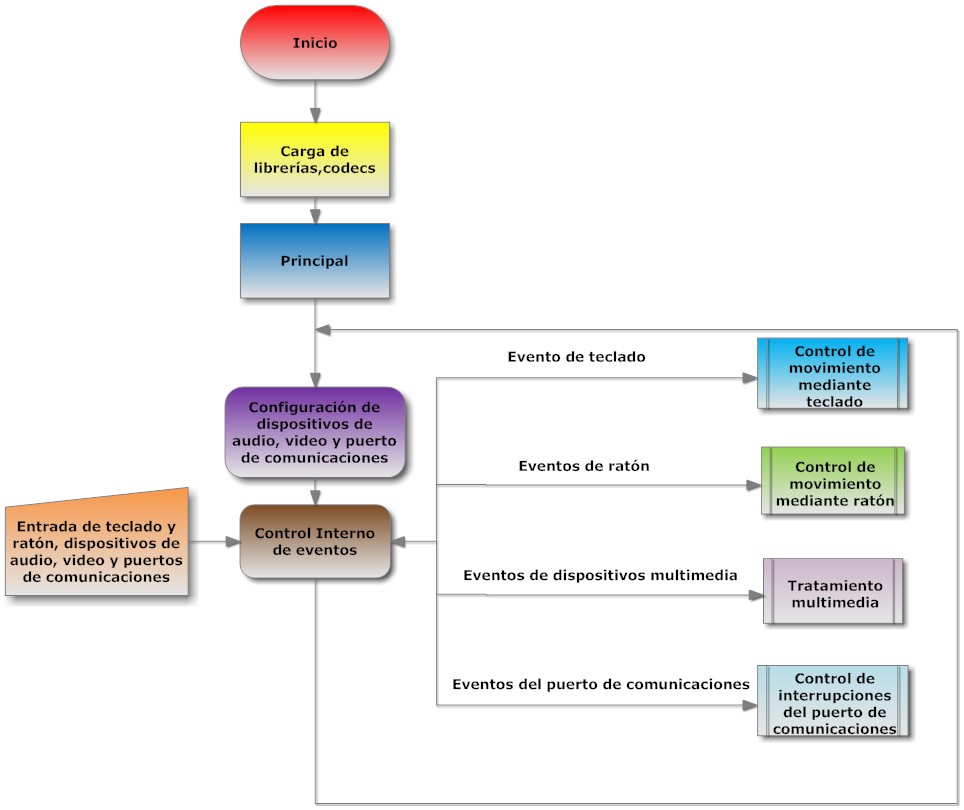 Inicio
Carga de
librerías,codecs
Principal
Evento de teclado
Control de
movimiento
mediante
teclado
Configuración de
dispositivos de
audio, video y puerto
de comunicaciones
Eventos de ratón
Control de
movimiento
mediante ratón
Entrada de teclado y
ratón, dispositivos de
audio, video y puertos
de comunicaciones
Control Interno
de eventos
Eventos de dispositivos multimedia
Tratamiento
multimedia
Eventos del puerto de comunicaciones
Control de
interrupciones
del puerto de
comunicaciones